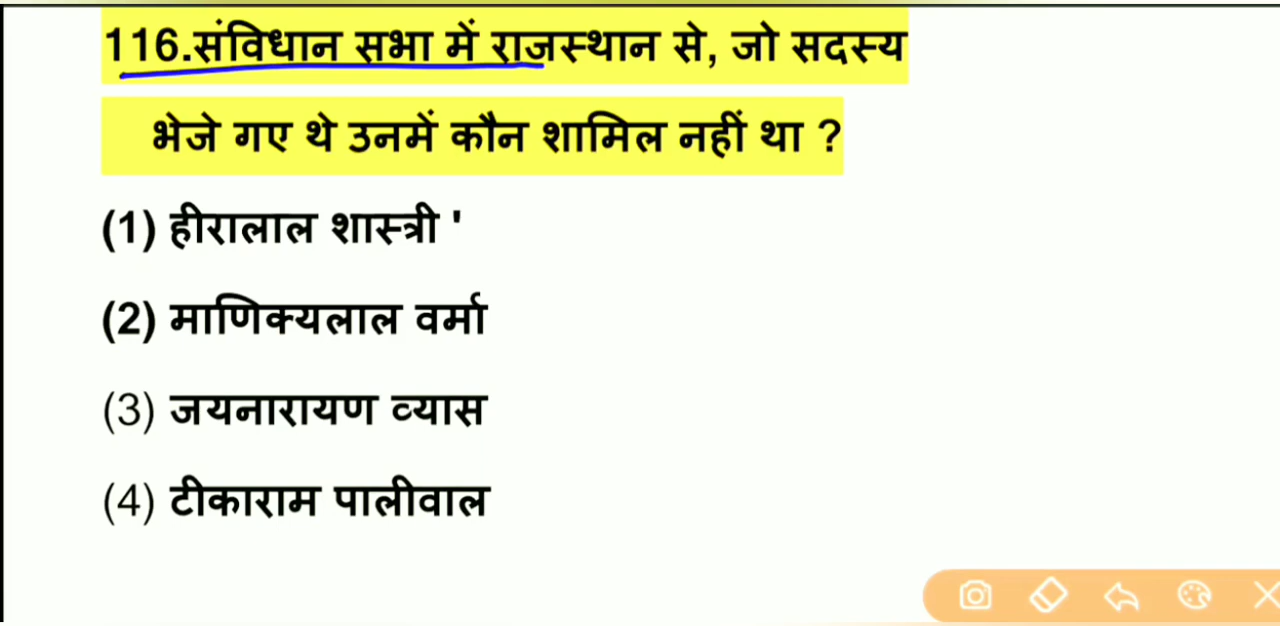 116.संविधान सभा में राजस्थान से, जो सदस्य
भेजे गए थे उनमें कौन शामिल नहीं था ?
(1) हीरालाल शास्त्री '
(2) माणिक्यलाल वर्मा
(3) जयनारायण व्यास
(4) टीकाराम पालीवाल